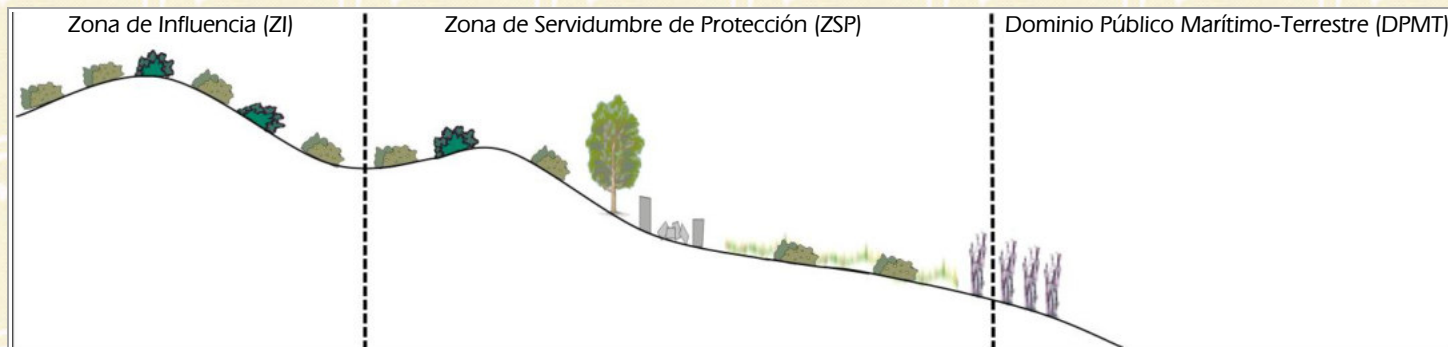 Zona de Influencia (ZI)
Zona de Servidumbre de Protección (ZSP)
Dominio Público Marítimo-Terrestre (DPMT)